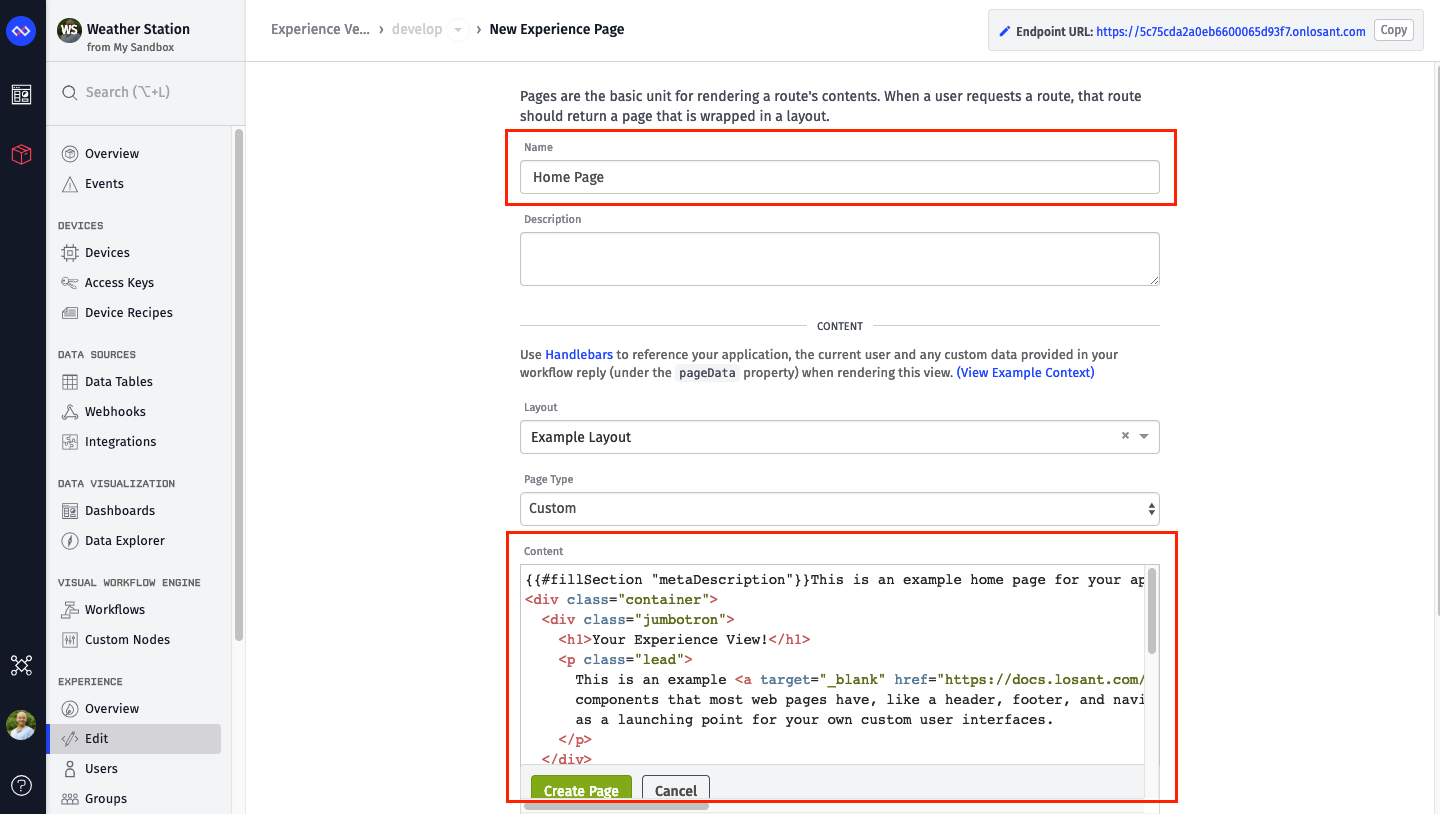 WS Weather Station
from My Sandbox
Search (⌥+L)
Overview
Events
DEVICES
Devices
Access Keys
Device Recipes
DATA SOURCES
Data Tables
Webhooks
Integrations
DATA VISUALIZATION
Dashboards
Data Explorer
VISUAL WORKFLOW ENGINE
Workflows
Custom Nodes
EXPERIENCE
Overview
Edit
Users
Groups
Experience Ve... › develop › New Experience Page
Endpoint URL: https://5c75cda2a0eb6600065d93f7.onlosant.com Copy
Pages are the basic unit for rendering a route's contents. When a user requests a route, that route
should return a page that is wrapped in a layout.
Name
Home Page
Description
CONTENT
Use Handlebars to reference your application, the current user and any custom data provided in your
workflow reply (under the pageData property) when rendering this view. (View Example Context)
Layout
Example Layout ×
Page Type
Custom
Content
{{#fillSection "metaDescription"}}This is an example home page for your ap
<div class="container">
<div class="jumbotron">
<h1>Your Experience View!</h1>
<p class="lead">
This is an example <a target="_blank" href="https://docs.losant.com/
components that most web pages have, like a header, footer, and navi
as a launching point for your own custom user interfaces.
</p>
</div>
Create Page Cancel